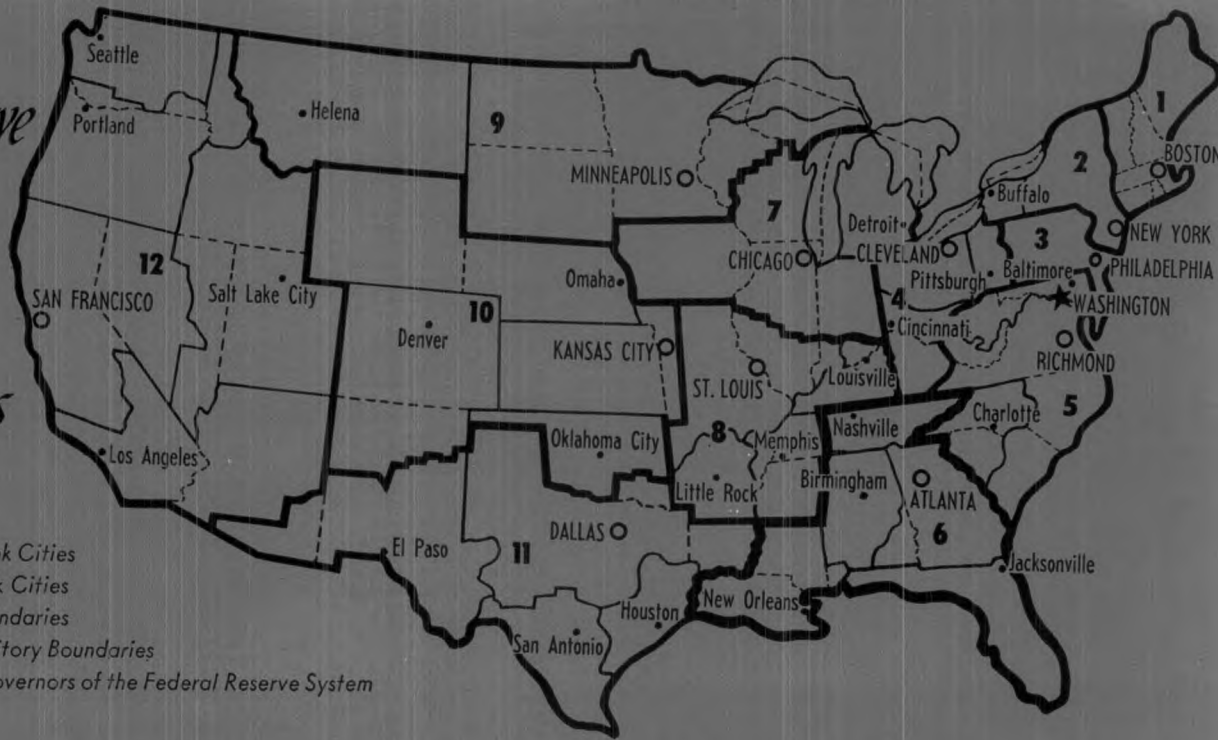 Seattle
Portland
Helena
9
MINNEAPOLIS
1
BOSTON
2
Buffalo
NEW YORK
7
Detroit
3
CHICAGO
CLEVELAND
Pittsburgh
Baltimore
PHILADELPHIA
12
SAN FRANCISCO
Salt Lake City
Omaha
4
WASHINGTON
10
Denver
Cincinnati
KANSAS CITY
RICHMOND
ST. LOUIS
Louisville
5
Charlotte
Nashville
8
Memphis
Los Angeles
Oklahoma City
Little Rock
Birmingham
ATLANTA
DALLAS
6
El Paso
11
Jacksonville
Houston
New Orleans
San Antonio
Cities
Cities
itory Boundaries
overnors of the Federal Reserve System